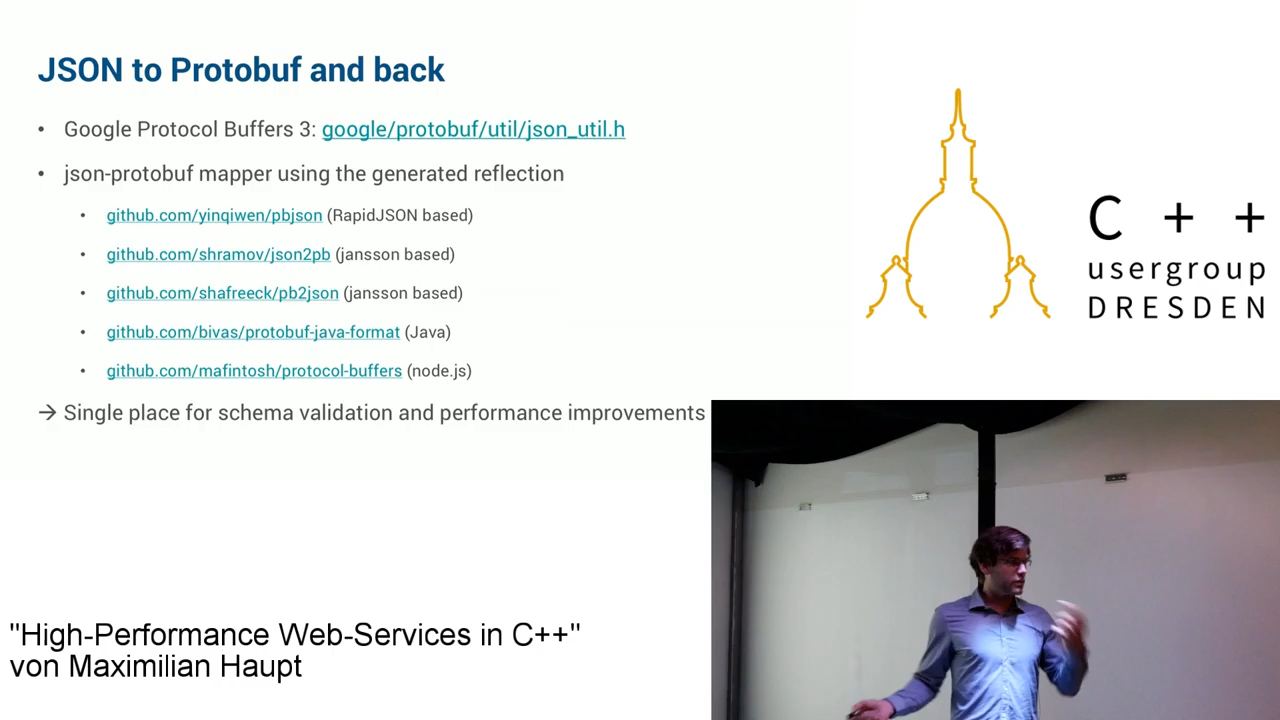 JSON to Protobuf and back
• Google Protocol Buffers 3: google/protobuf/util/json_util.h
• json-protobuf mapper using the generated reflection
• github.com/yinqiwen/pbjson (RapidJSON based)
• github.com/shramov/json2pb (jansson based)
• github.com/shafreeck/pb2json (jansson based)
• github.com/bivas/protobuf-java-format (Java)
• github.com/mafintosh/protocol-buffers (node.js)
→ Single place for schema validation and performance improvements
C + +
usergroup
DRESDEN
"High-Performance Web-Services in C++"
von Maximilian Haupt